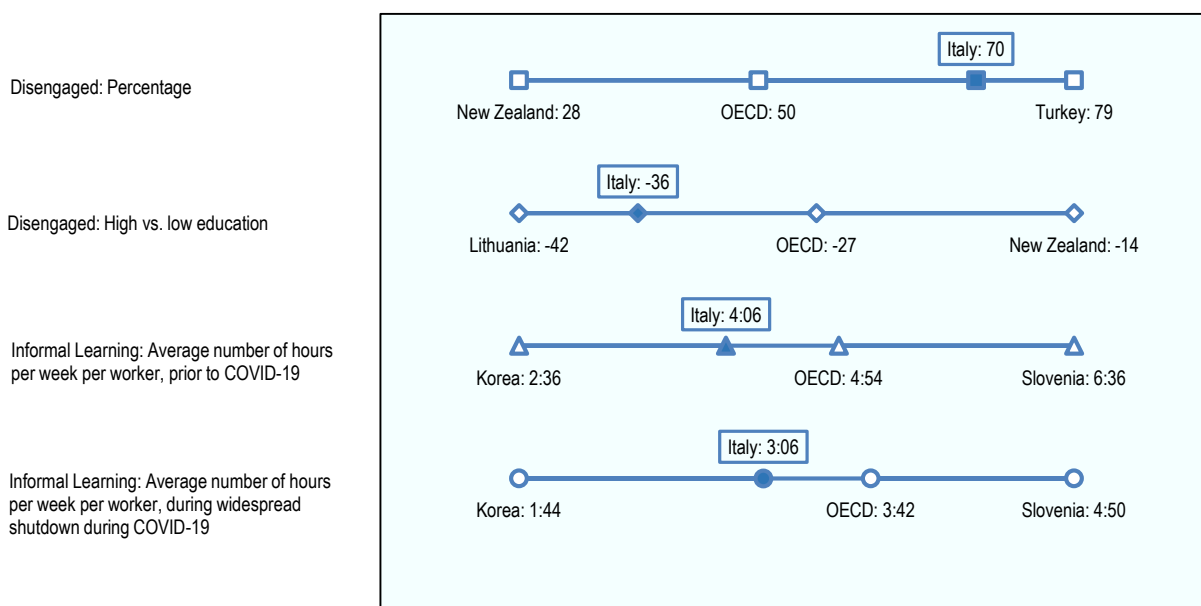 Italy: 70
Disengaged: Percentage
New Zealand: 28 OECD: 50 Turkey: 79
Italy: -36
Disengaged: High vs. low education
Lithuania: -42 OECD: -27 New Zealand: -14
Italy: 4:06
Informal Learning: Average number of hours
per week per worker, prior to COVID-19
Korea: 2:36 OECD: 4:54 Slovenia: 6:36
Italy: 3:06
Informal Learning: Average number of hours
per week per worker, during widespread
shutdown during COVID-19
Korea: 1:44 OECD: 3:42 Slovenia: 4:50